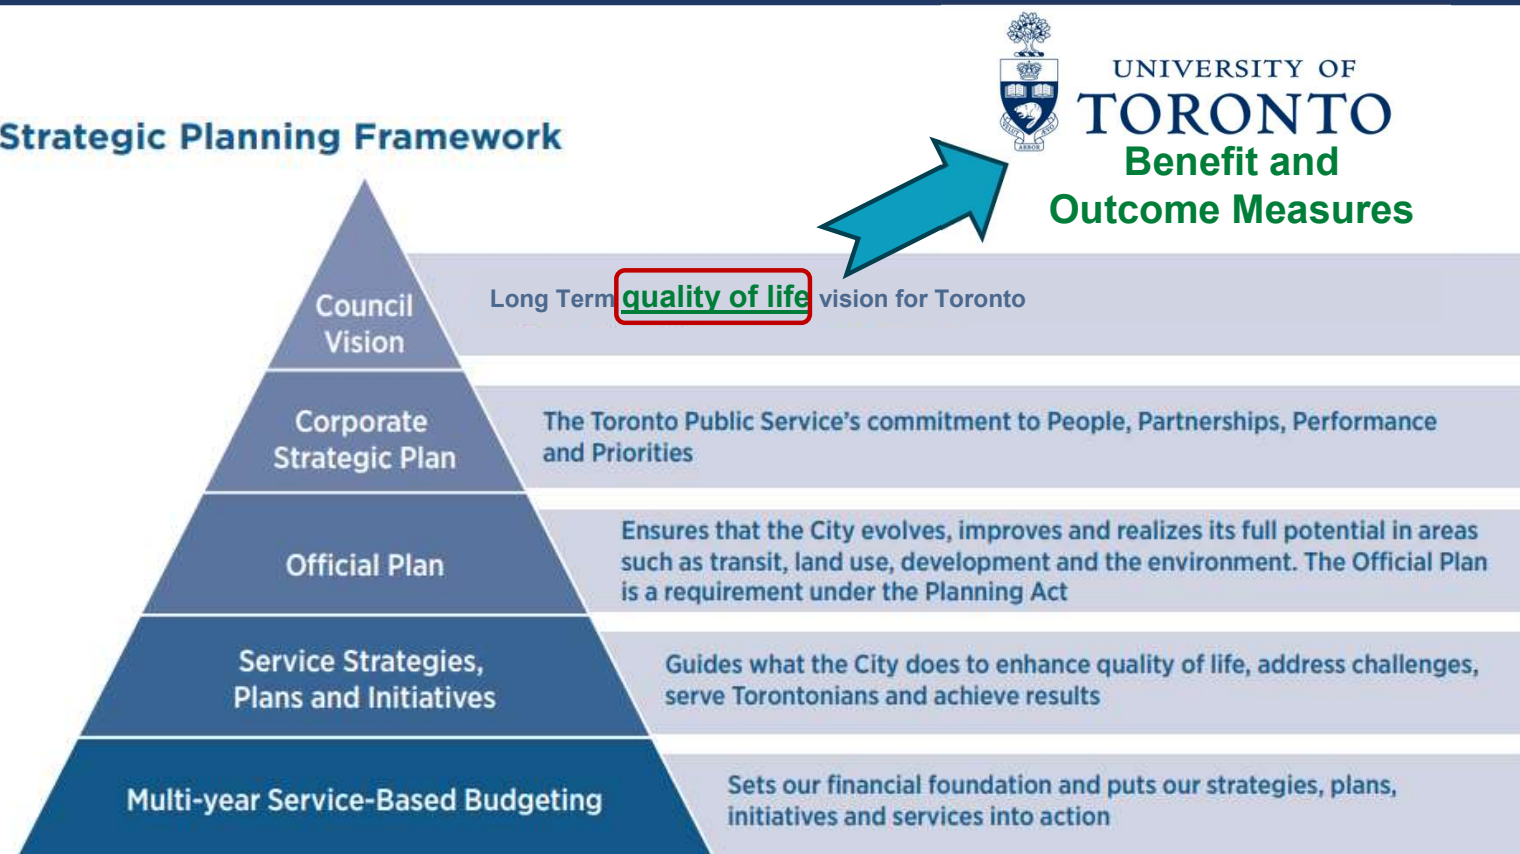 UNIVERSITY OF
TORONTO
Strategic Planning Framework
Benefit and
Outcome Measures
Council
Vision
Long Term quality of life vision for Toronto
Corporate
Strategic Plan
The Toronto Public Service's commitment to People, Partnerships, Performance
and Priorities
Official Plan
Ensures that the City evolves, improves and realizes its full potential in areas
such as transit, land use, development and the environment. The Official Plan
is a requirement under the Planning Act
Service Strategies,
Plans and Initiatives
Guides what the City does to enhance quality of life, address challenges,
serve Torontonians and achieve results
Multi-year Service-Based Budgeting
Sets our financial foundation and puts our strategies, plans,
initiatives and services into action